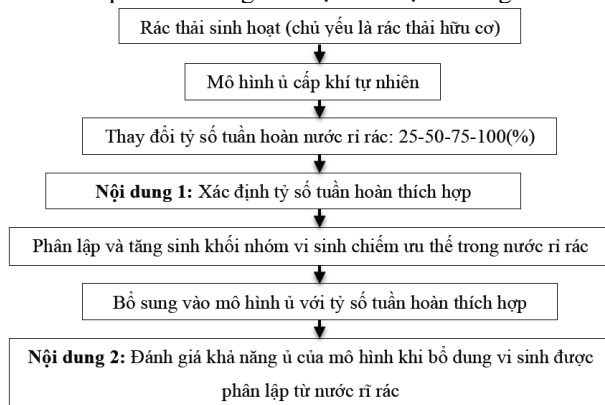 Rác thải sinh hoạt (chủ yếu là rác thải hữu cơ)
Mô hình ủ cấp khí tự nhiên
Thay đổi tỷ số tuần hoàn nước rỉ rác: 25-50-75-100(%)
Nội dung 1: Xác định tỷ số tuần hoàn thích hợp
Phân lập và tăng sinh khối nhóm vi sinh chiếm ưu thế trong nước rỉ rác
Bổ sung vào mô hình ủ với tỷ số tuần hoàn thích hợp
Nội dung 2: Đánh giá khả năng ủ của mô hình khi bổ dung vi sinh được
phân lập từ nước rĩ rác